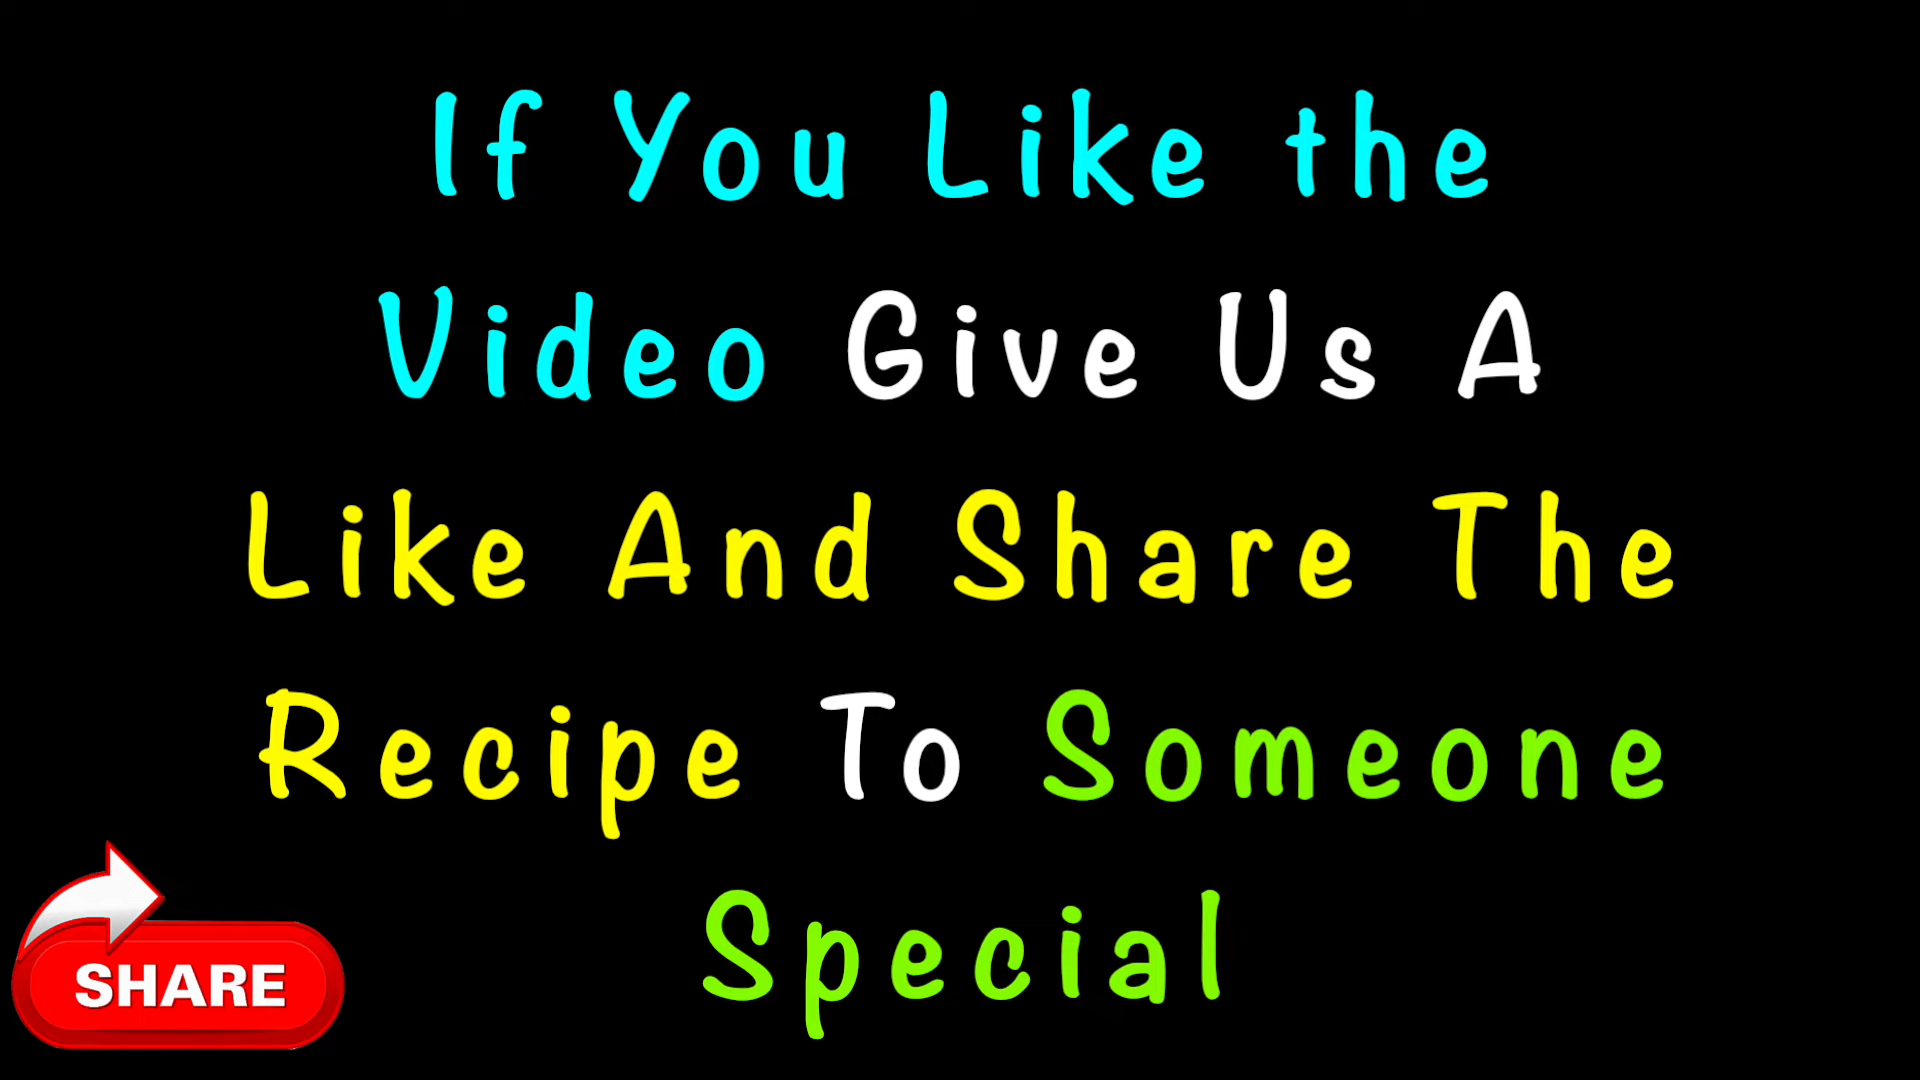 If You Like the
Video Give Us A
Like And Share The
Recipe To Someone
Special
SHARE